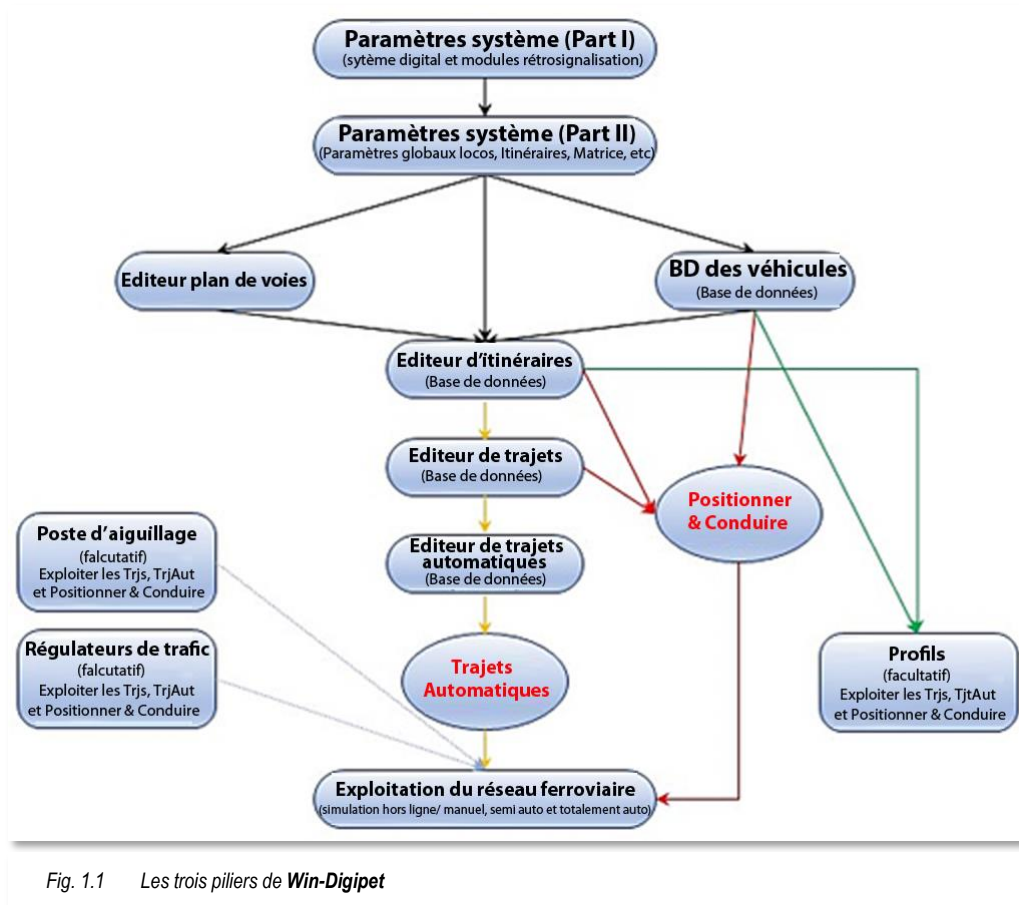 Paramètres système (Part I)
(sytème digital et modules rétrosignalisation)
Paramètres système (Part II)
(Paramètres globaux locos, Itinéraires, Matrice, etc)
Editeur plan de voies
BD des véhicules
(Base de données)
Editeur d'itinéraires
(Base de données)
Editeur de trajets
(Base de données)
Positionner
& Conduire
Poste d'aiguillage
(falcutatif)
Exploiter les Trjs, TrjAut
et Positionner & Conduire
Editeur de trajets
automatiques
(Base de données)
Régulateurs de trafic
(falcutatif)
Exploiter les Trjs, TrjAut
et Positionner & Conduire
Trajets
Automatiques
Profils
(facultatif)
Exploiter les Trjs, TjtAut
et Positionner & Conduire
Exploitation du réseau ferroviaire
(simulation hors ligne/ manuel, semi auto et totalement auto)
Fig. 1.1 Les trois piliers de Win-Digipet